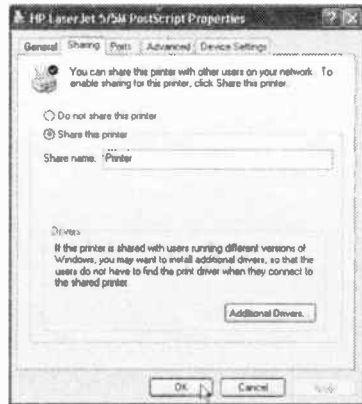 HP LaserJet 5/5M PostScript Properties
General Sharing Ports Advanced Device Settings
You can share this printer with other users on your network. To
enable sharing for this printer, click Share this printer.
Do not share this printer
Share this printer
Share name: Printer
Drivers
If this printer is shared with users running different versions of
Windows, you may want to install additional drivers, so that the
users do not have to find the print driver when they connect to
the shared printer.
Additional Drivers...
OK Cancel